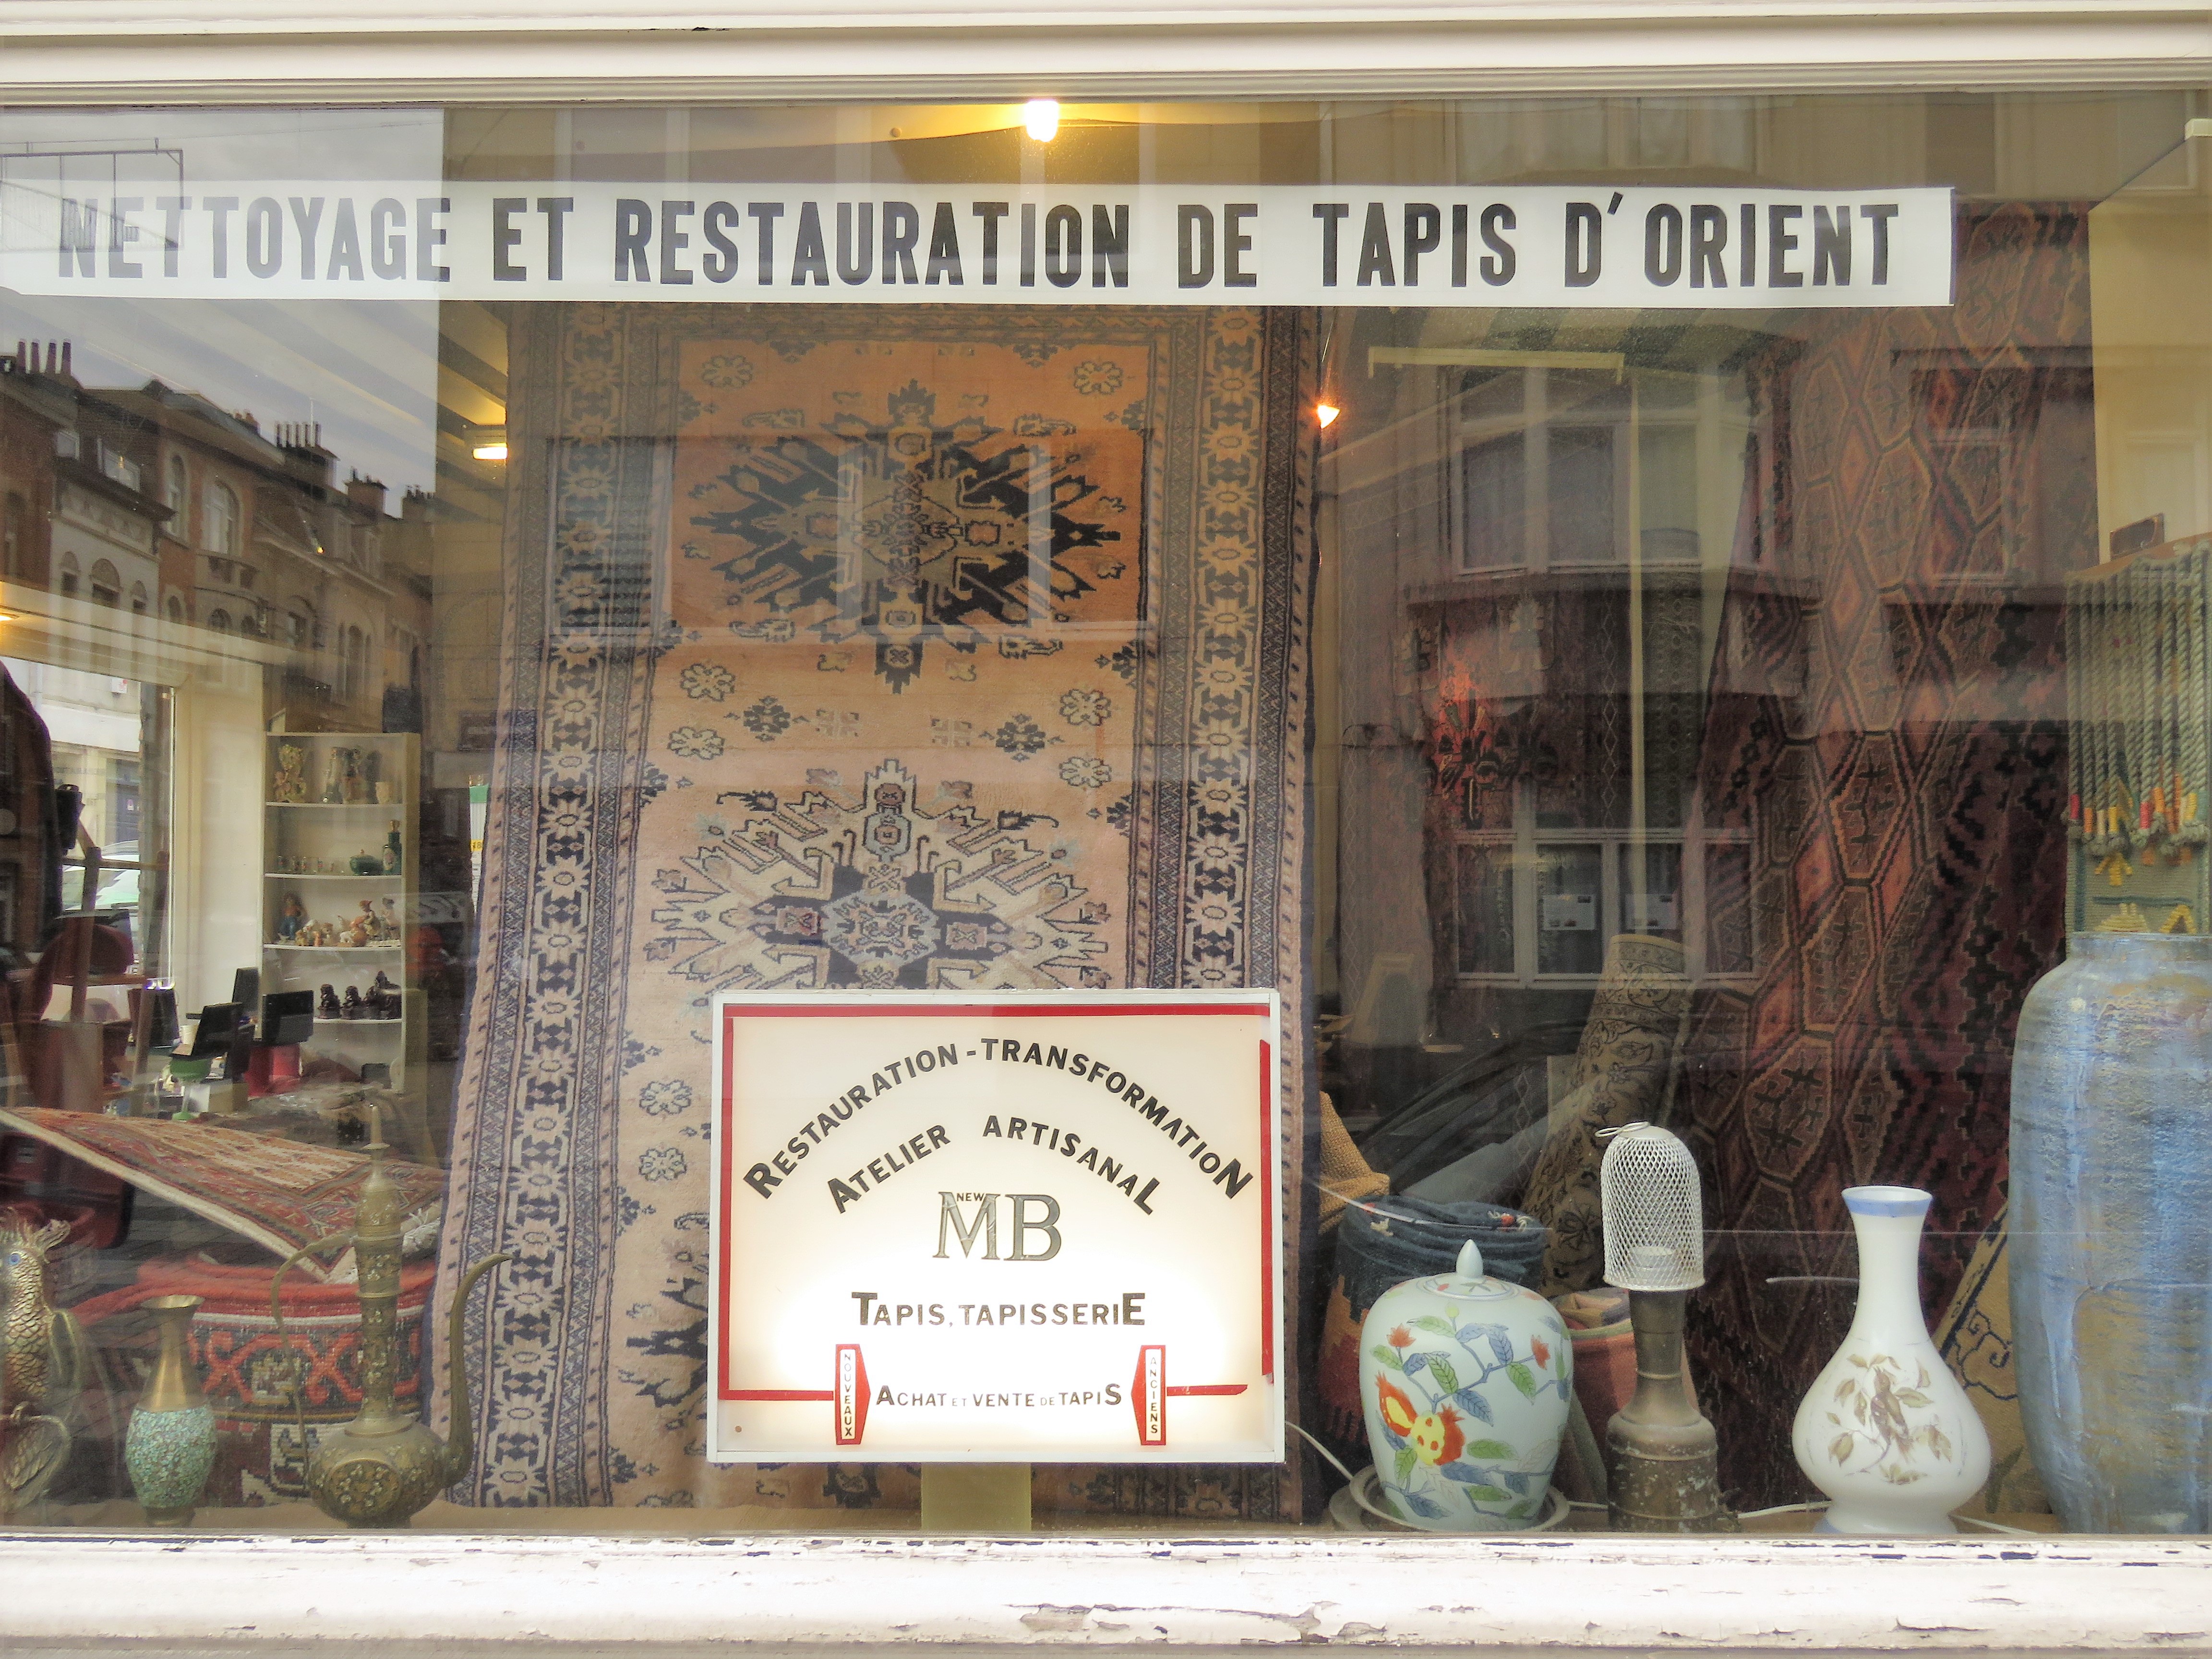 NETTOYAGE ET RESTAURATION DE TAPIS D'ORIENT
RESTAURATION-TRANSFORMATION
ATELIER ARTISANAL
NEW
MB
TAPIS, TAPISSERIE
NOUVEAUX
ACHAT ET VENTE DE TAPIS
ANCIENS